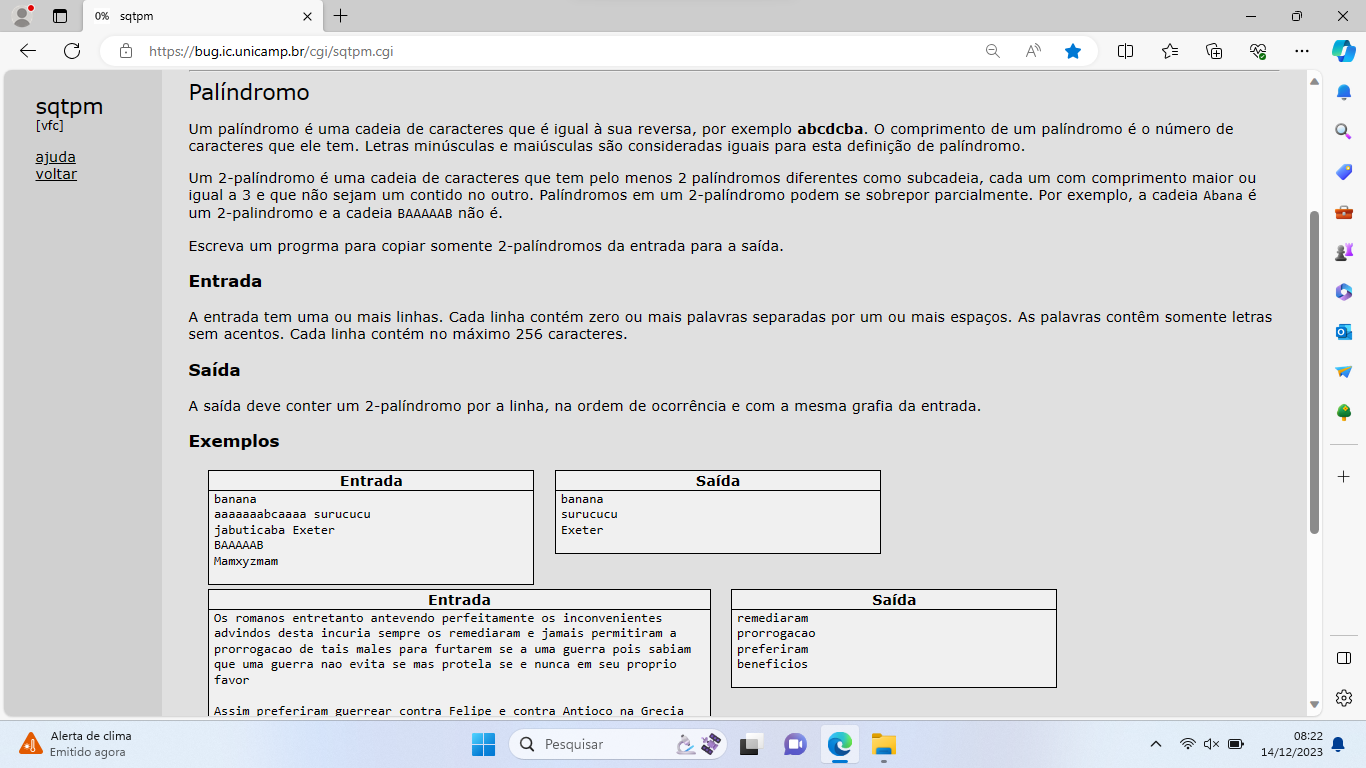 0% sqtpm
https://bug.ic.unicamp.br/cgi/sqtpm.cgi
sqtpm
[vfc]
ajuda
voltar
Palíndromo
Um palíndromo é uma cadeia de caracteres que é igual à sua reversa, por exemplo abcdcba. O comprimento de um palíndromo é o número de
caracteres que ele tem. Letras minúsculas e maiúsculas são consideradas iguais para esta definição de palíndromo.
Um 2-palíndromo é uma cadeia de caracteres que tem pelo menos 2 palíndromos diferentes como subcadeia, cada um com comprimento maior ou
igual a 3 e que não sejam um contido no outro. Palíndromos em um 2-palíndromo podem se sobrepor parcialmente. Por exemplo, a cadeia Abana é
um 2-palindromo e a cadeia BAAAAAB não é.
Escreva um progrma para copiar somente 2-palíndromos da entrada para a saída.
Entrada
A entrada tem uma ou mais linhas. Cada linha contém zero ou mais palavras separadas por um ou mais espaços. As palavras contêm somente letras
sem acentos. Cada linha contém no máximo 256 caracteres.
Saída
A saída deve conter um 2-palíndromo por a linha, na ordem de ocorrência e com a mesma grafia da entrada.
Exemplos
Entrada
banana
aaaaaaabcaaaa surucucu
jabuticaba Exeter
BAAAAAB
Mamxyzmam
Saída
banana
surucucu
Exeter
Entrada
Os romanos entretanto antevendo perfeitamente os inconvenientes
advindos desta incuria sempre os remediaram e jamais permitiram a
prorrogacao de tais males para furtarem se a uma guerra pois sabiam
que uma guerra nao evita se mas protela se e nunca em seu proprio
favor
Assim preferiram guerrear contra Felipe e contra Antioco na Grecia
Saída
remediaram
prorrogacao
preferiram
beneficios
Alerta de clima
Emitido agora
Pesquisar
08:22
14/12/2023